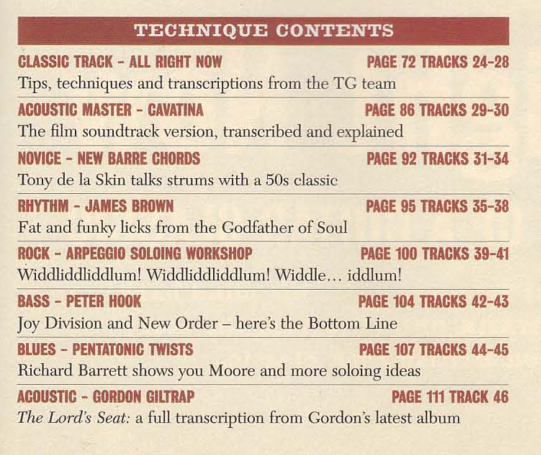 TECHNIQUE CONTENTS
CLASSIC TRACK – ALL RIGHT NOW PAGE 72 TRACKS 24-28
Tips, techniques and transcriptions from the TG team
ACOUSTIC MASTER – CAVATINA PAGE 86 TRACKS 29-30
The film soundtrack version, transcribed and explained
NOVICE – NEW BARRE CHORDS PAGE 92 TRACKS 31-34
Tony de la Skin talks strums with a 50s classic
RHYTHM – JAMES BROWN PAGE 95 TRACKS 35-38
Fat and funky licks from the Godfather of Soul
ROCK – ARPEGGIO SOLOING WORKSHOP PAGE 100 TRACKS 39-41
Widdliddliddlum! Widdliddliddlum! Widdle… iddlum!
BASS – PETER HOOK PAGE 104 TRACKS 42-43
Joy Division and New Order – here's the Bottom Line
BLUES – PENTATONIC TWISTS PAGE 107 TRACKS 44-45
Richard Barrett shows you Moore and more soloing ideas
ACOUSTIC – GORDON GILTRAP PAGE 111 TRACK 46
The Lord's Seat: a full transcription from Gordon's latest album